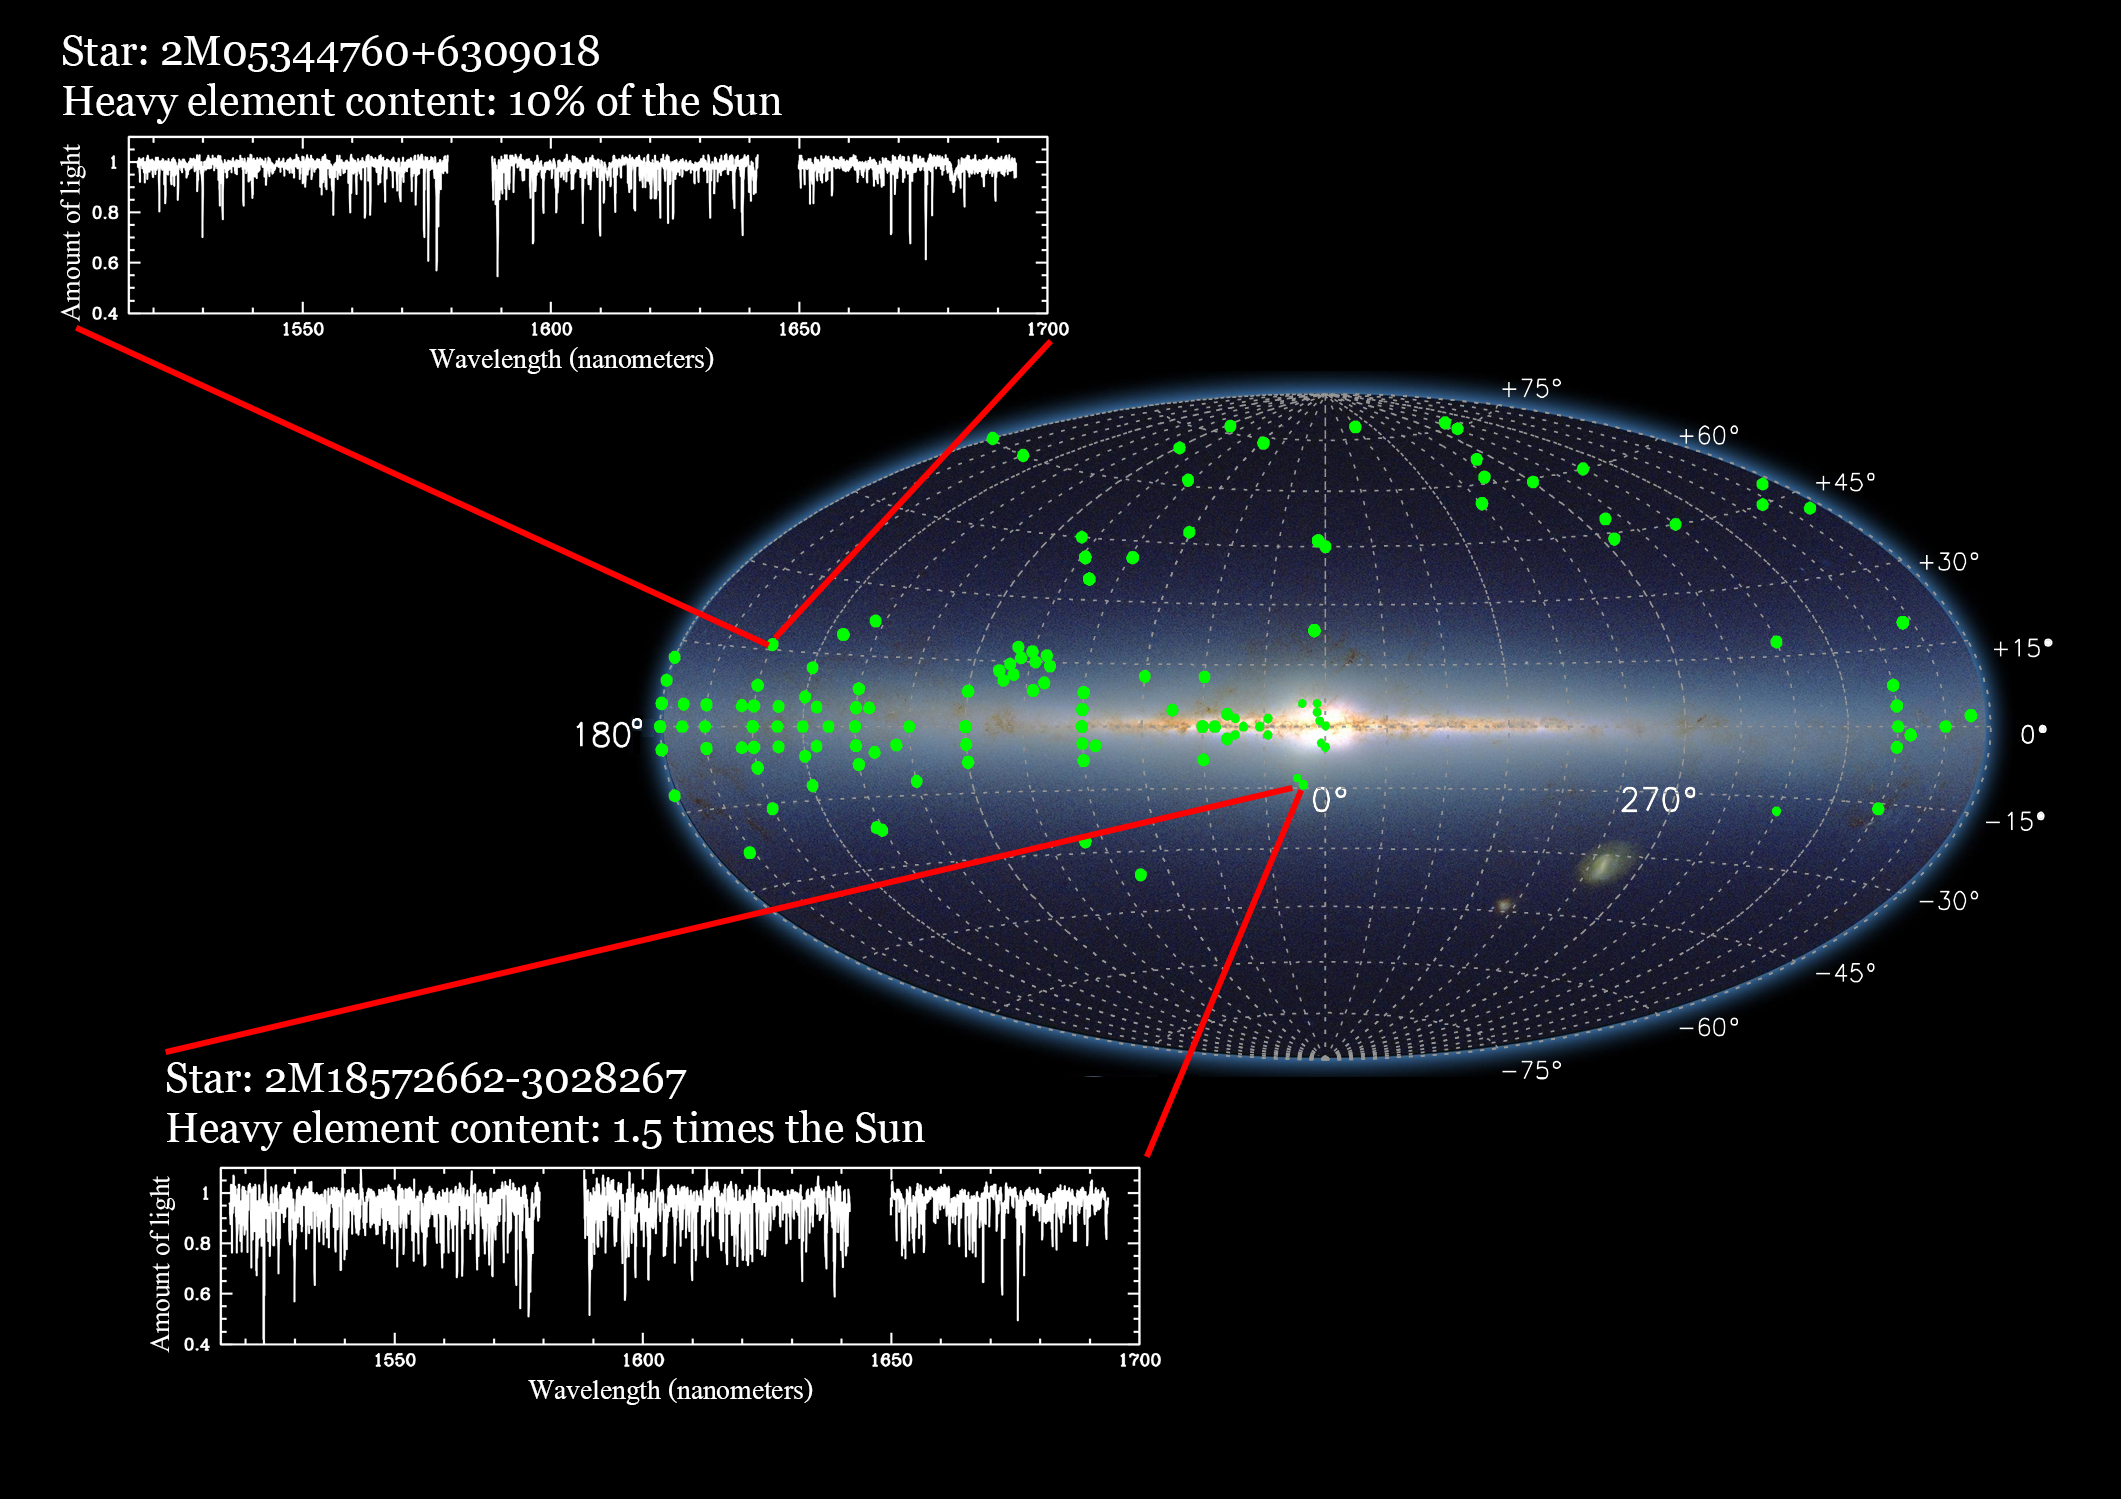 Star: 2M05344760+6309018
Heavy element content: 10% of the Sun
Amount of light
1
0.8
0.6
0.4
1550 1600 1650 1700
Wavelength (nanometers)
+75°
+60°
+45°
+30°
+15°
180° 0°
0° 270°
-15°
-30°
-45°
-60°
-75°
Star: 2M18572662-3028267
Heavy element content: 1.5 times the Sun
Amount of light
1
0.8
0.6
0.4
1550 1600 1650 1700
Wavelength (nanometers)